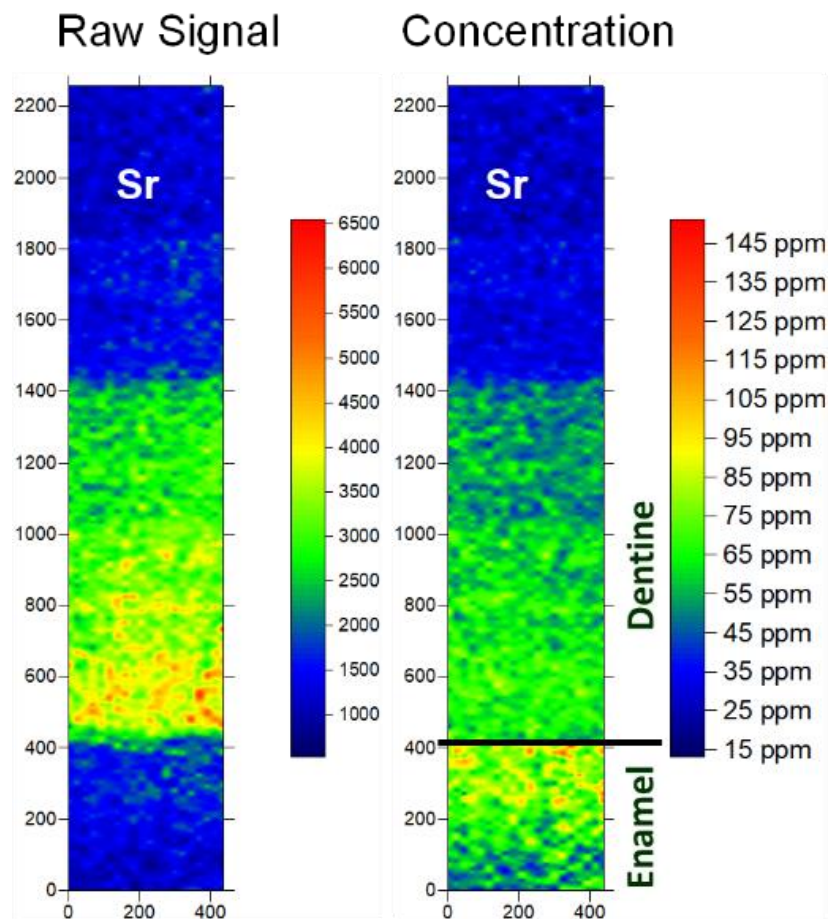 Raw Signal
Concentration
2200
2000
1800
1600
1400
1200
1000
800
600
400
200
0
0
200
400
Sr
6500
6000
5500
5000
4500
4000
3500
3000
2500
2000
1500
1000
2200
2000
1800
1600
1400
1200
1000
800
600
400
200
0
0
200
400
Sr
Dentine
Enamel
145 ppm
135 ppm
125 ppm
115 ppm
105 ppm
95 ppm
85 ppm
75 ppm
65 ppm
55 ppm
45 ppm
35 ppm
25 ppm
15 ppm